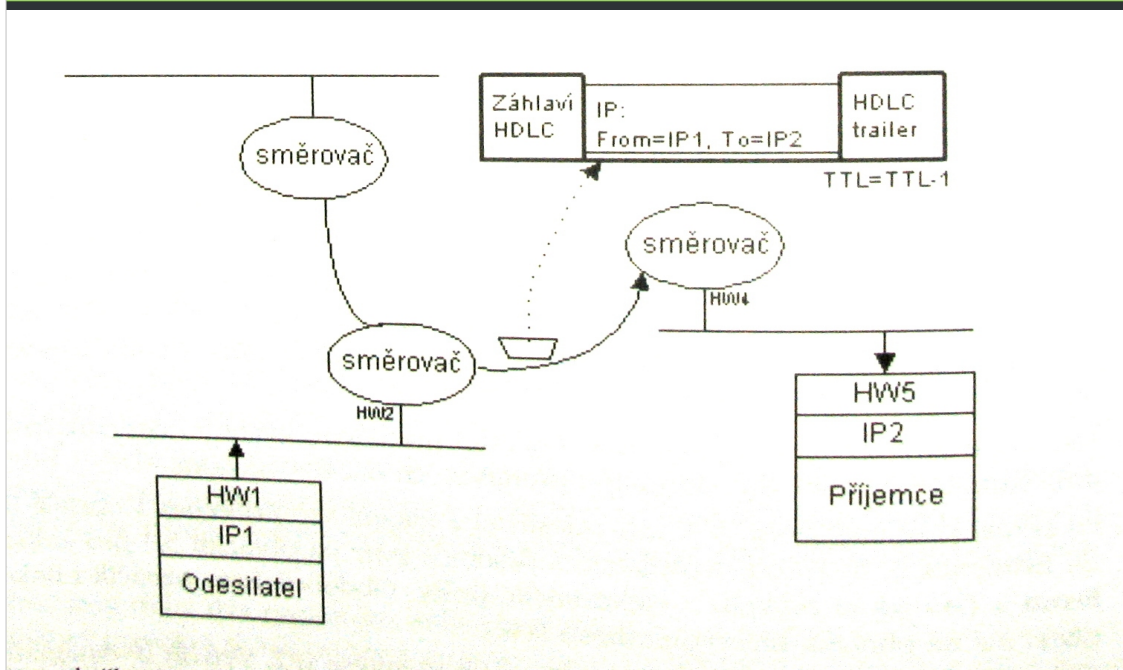 Záhlaví
HDLC
IP:
From=IP1, To=IP2
HDLC
trailer
TTL=TTL-1
směrovač
směrovač
HW4
směrovač
HW2
HW5
IP2
Příjemce
HW1
IP1
Odesilatel